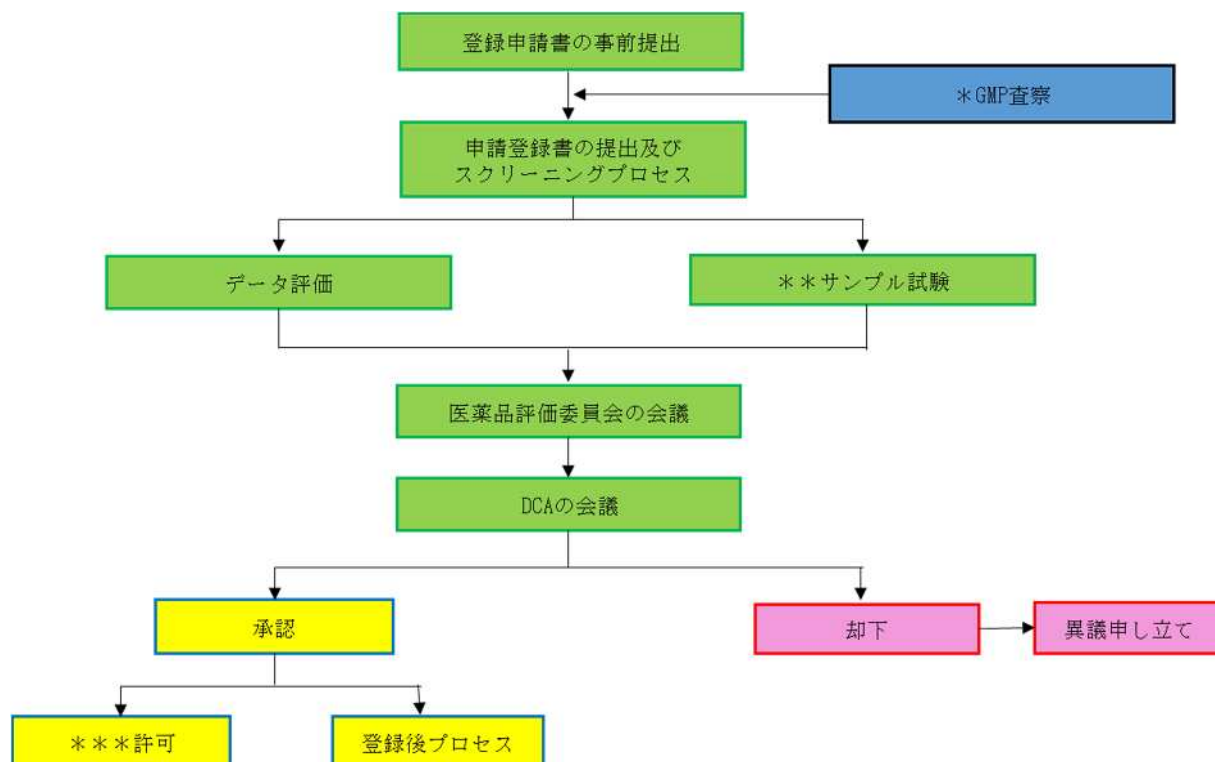 登録申請書の事前提出
＊GMP査察
申請登録書の提出及び
スクリーニングプロセス
データ評価
＊＊サンプル試験
医薬品評価委員会の会議
DCAの会議
承認
却下
異議申し立て
＊＊＊許可
登録後プロセス